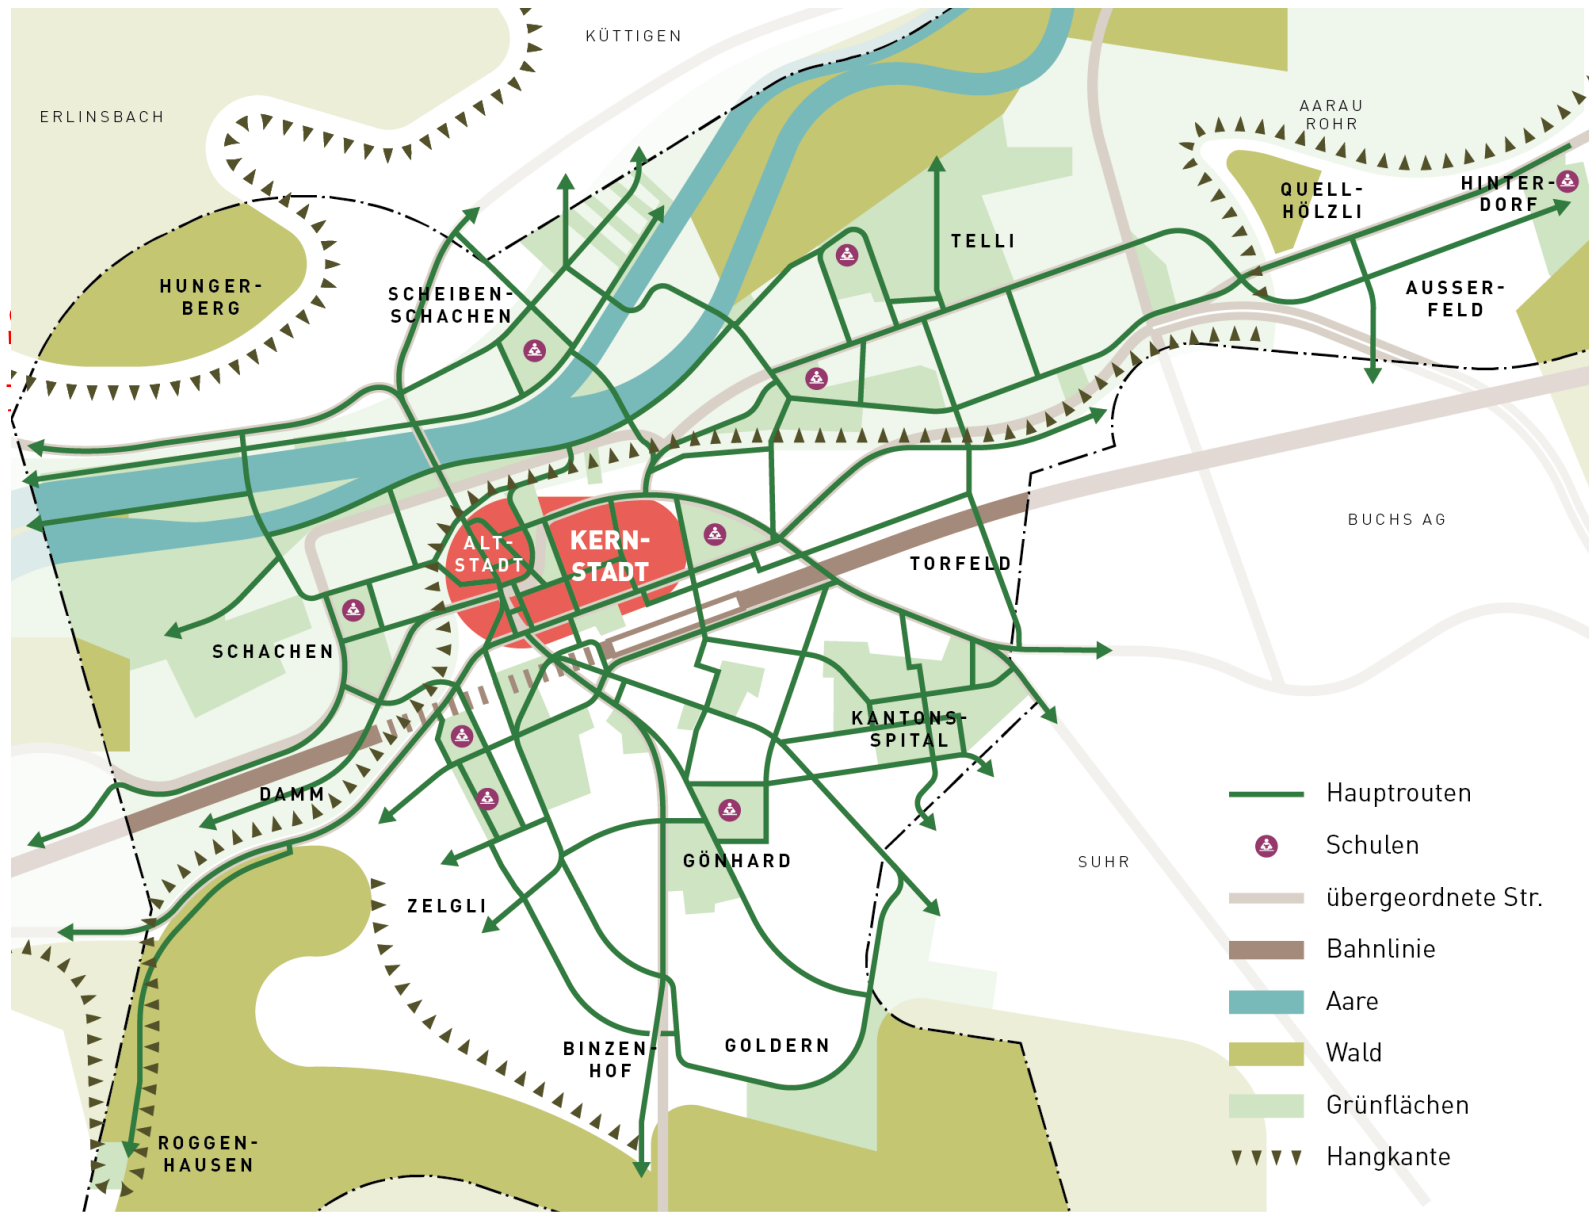 KÜTTIGEN
ERLINSBACH
AARAU
ROHR
QUELL-
HÖLZLI
HINTER-
DORF
TELLI
HUNGER-
BERG
SCHEIBEN-
SCHACHEN
AUSSER-
FELD
BUCHS AG
ALT-
STADT
KERN-
STADT
TORFELD
SCHACHEN
KANTONS-
SPITAL
DAMM
GÖNHARD
ZELGLI
SUHR
BINZEN-
HOF
GOLDERN
ROGGEN-
HAUSEN
Hauptrouten
Schulen
übergeordnete Str.
Bahnlinie
Aare
Wald
Grünflächen
Hangkante